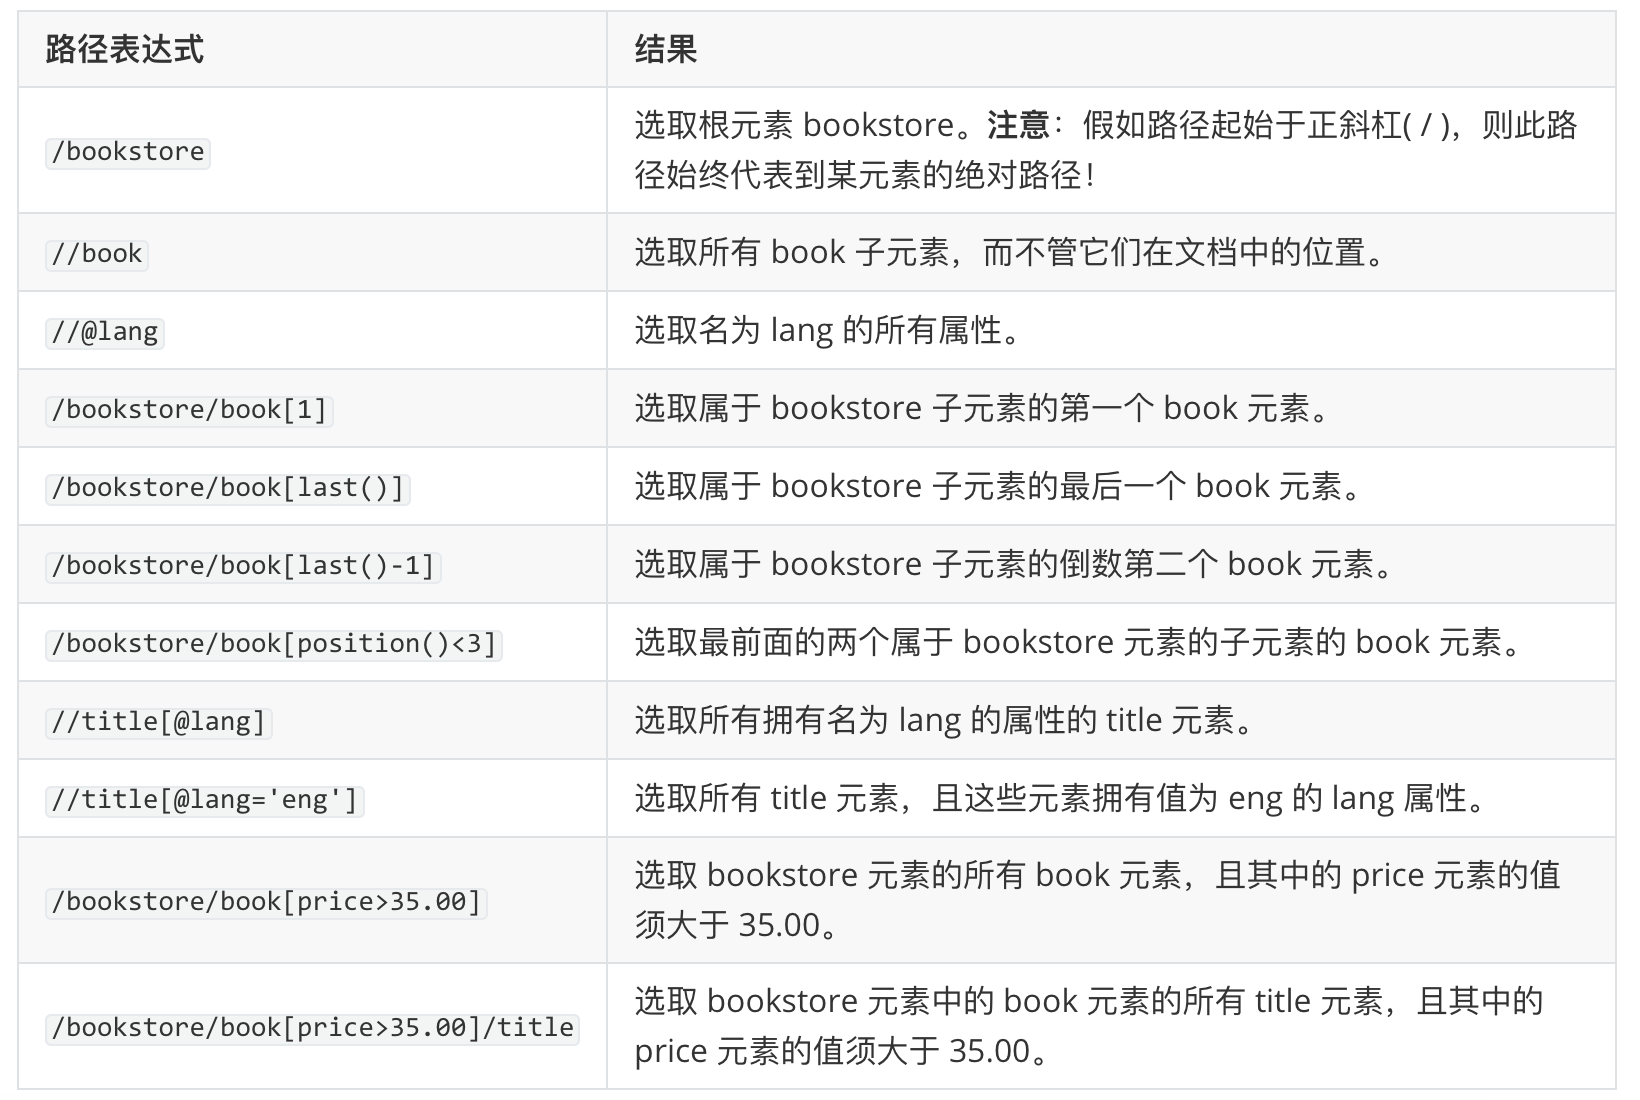 路径表达式
结果
/bookstore
选取根元素 bookstore。注意：假如路径起始于正斜杠( / )，则此路
径始终代表到某元素的绝对路径！
//book
选取所有 book 子元素，而不管它们在文档中的位置。
//@lang
选取名为 lang 的所有属性。
/bookstore/book[1]
选取属于 bookstore 子元素的第一个 book 元素。
/bookstore/book[last()]
选取属于 bookstore 子元素的最后一个 book 元素。
/bookstore/book[last()-1]
选取属于 bookstore 子元素的倒数第二个 book 元素。
/bookstore/book[position()<3]
选取最前面的两个属于 bookstore 元素的子元素的 book 元素。
//title[@lang]
选取所有拥有名为 lang 的属性的 title 元素。
//title[@lang='eng']
选取所有 title 元素，且这些元素拥有值为 eng 的 lang 属性。
/bookstore/book[price>35.00]
选取 bookstore 元素的所有 book 元素，且其中的 price 元素的值
须大于 35.00。
/bookstore/book[price>35.00]/title
选取 bookstore 元素中的 book 元素的所有 title 元素，且其中的
price 元素的值须大于 35.00。